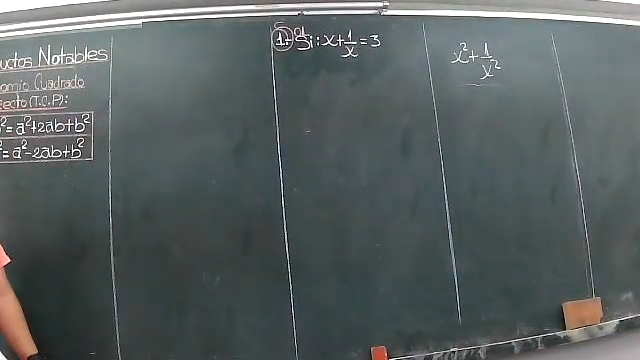 uctos Notables
omio Cuadrado
ecto (T.C.P):
² = a²+2ab+b²
² = a²-2ab+b²
1.- Si: x + 1/x = 3
x² + 1/x²